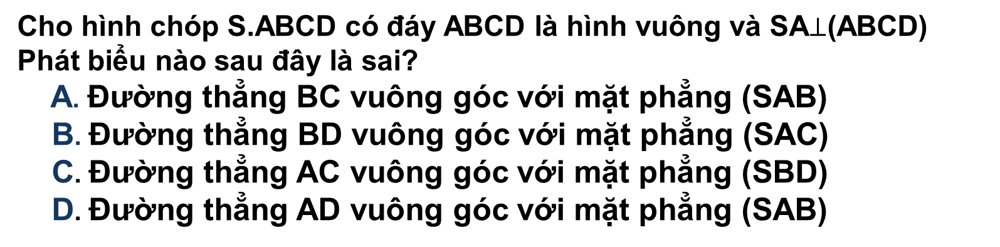 Cho hình chóp S.ABCD có đáy ABCD là hình vuông và SA⊥(ABCD)
Phát biểu nào sau đây là sai?
A. Đường thẳng BC vuông góc với mặt phẳng (SAB)
B. Đường thẳng BD vuông góc với mặt phẳng (SAC)
C. Đường thẳng AC vuông góc với mặt phẳng (SBD)
D. Đường thẳng AD vuông góc với mặt phẳng (SAB)